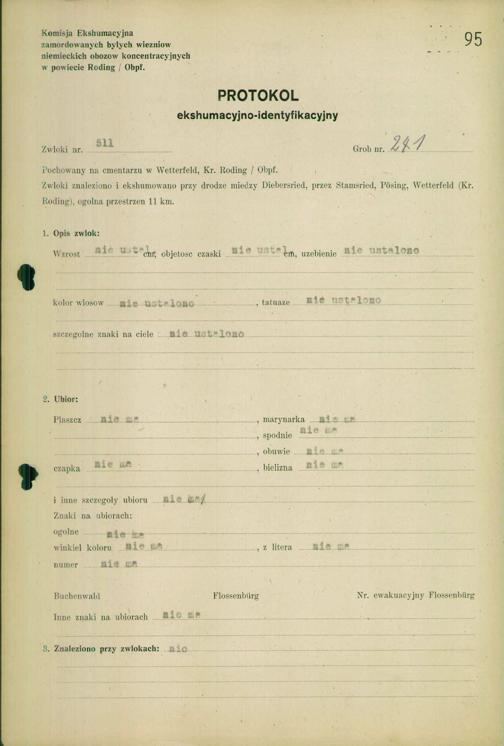 Komisja Ekshumacyjna
zamordowanych byłych wiezniow
niemieckich obozow koncentracyjnych
w powiecie Roding / Obpf.
95
PROTOKOL
ekshumacyjno-identyfikacyjny
Zwłoki nr. 511 Grob nr.
Pochowany na cmentarzu w Wetterfeld, Kr. Roding / Obpf.
Zwloki znaleziono i ekshumowano przy drodze miedzy Diebersried, przez Stamsried, Pösing, Wetterfeld (Kr.
Roding), ogolna przestrzen 11 km.
1. Opis zwlok:
Wzrost nie ustal cm, objetosc czaski nie ustal cm, uzebienie nie ustalono
kolor wlosow nie ustalono , tatuaze nie ustalono
szczegolne znaki na ciele nie ustalono
2. Ubior:
Plaszcz nie ma , marynarka nie ma
, spodnie nie ma
, obuwie nie ma
czapka nie ma , bielizna nie ma
i inne szczegoly ubioru nie ma/
Znaki na ubiorach:
ogolne nie ma
winkiel koloru nie ma , z litera nie ma
numer nie ma
Buchenwald Flossenbürg Nr. ewakuacyjny Flossenbürg
Inne znaki na ubiorach nie ma
3. Znaleziono przy zwlokach: nic